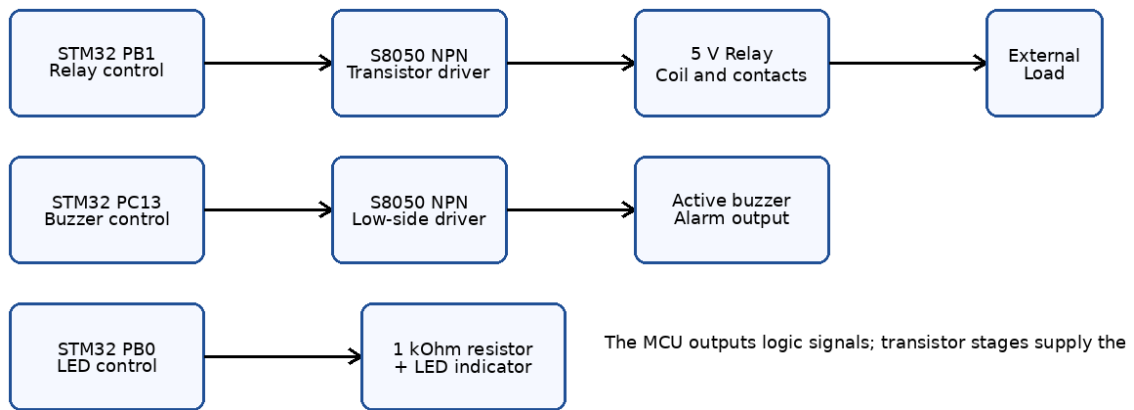 STM32 PB1
Relay control
S8050 NPN
Transistor driver
5 V Relay
Coil and contacts
External
Load
STM32 PC13
Buzzer control
S8050 NPN
Low-side driver
Active buzzer
Alarm output
STM32 PB0
LED control
1 kOhm resistor
+ LED indicator
The MCU outputs logic signals; transistor stages supply the